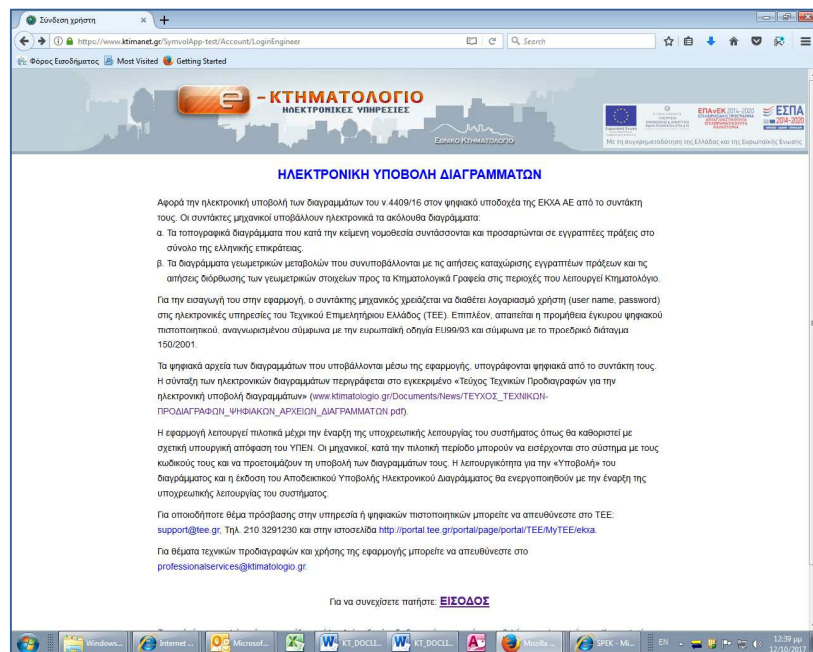 Σύνδεση χρήστη
https://www.ktimanet.gr/SymvolApp-test/Account/LoginEngineer
Search
Φόρος Εισοδήματος
Most Visited
Getting Started
e - ΚΤΗΜΑΤΟΛΟΓΙΟ
ΗΛΕΚΤΡΟΝΙΚΕΣ ΥΠΗΡΕΣΙΕΣ
ΕΘΝΙΚΟ ΚΤΗΜΑΤΟΛΟΓΙΟ
ΕΠΑνΕΚ 2014-2020
ΕΣΠΑ
2014-2020
Με τη συγχρηματοδότηση της Ελλάδας και της Ευρωπαϊκής Ένωσης
ΗΛΕΚΤΡΟΝΙΚΗ ΥΠΟΒΟΛΗ ΔΙΑΓΡΑΜΜΑΤΩΝ
Αφορά την ηλεκτρονική υποβολή των διαγραμμάτων του ν.4409/16 στον ψηφιακό υποδοχέα της ΕΚΧΑ ΑΕ από το συντάκτη
τους. Οι συντάκτες μηχανικοί υποβάλλουν ηλεκτρονικά τα ακόλουθα διαγράμματα:
α. Τα τοπογραφικά διαγράμματα που κατά την κείμενη νομοθεσία συντάσσονται και προσαρτώνται σε εγγραπτέες πράξεις στο
σύνολο της ελληνικής επικράτειας.
β. Τα διαγράμματα γεωμετρικών μεταβολών που συνυποβάλλονται με τις αιτήσεις καταχώρισης εγγραπτέων πράξεων και τις
αιτήσεις διόρθωσης των γεωμετρικών στοιχείων προς τα Κτηματολογικά Γραφεία στις περιοχές που λειτουργεί Κτηματολόγιο.
Για την εισαγωγή του στην εφαρμογή, ο συντάκτης μηχανικός χρειάζεται να διαθέτει λογαριασμό χρήστη (user name, password)
στις ηλεκτρονικές υπηρεσίες του Τεχνικού Επιμελητήριου Ελλάδος (ΤΕΕ). Επιπλέον, απαιτείται η προμήθεια έγκυρου ψηφιακού
πιστοποιητικού, αναγνωρισμένου σύμφωνα με την ευρωπαϊκή οδηγία EU99/93 και σύμφωνα με το προεδρικό διάταγμα
150/2001.
Τα ψηφιακά αρχεία των διαγραμμάτων που υποβάλλονται μέσω της εφαρμογής, υπογράφονται ψηφιακά από το συντάκτη τους.
Η σύνταξη των ηλεκτρονικών διαγραμμάτων περιγράφεται στο εγκεκριμένο «Τεύχος Τεχνικών Προδιαγραφών για την
ηλεκτρονική υποβολή διαγραμμάτων» (www.ktimatologio.gr/Documents/News/ΤΕΥΧΟΣ_ΤΕΧΝΙΚΩΝ-
ΠΡΟΔΙΑΓΡΑΦΩΝ_ΨΗΦΙΑΚΩΝ_ΑΡΧΕΙΩΝ_ΔΙΑΓΡΑΜΜΑΤΩΝ.pdf).
Η εφαρμογή λειτουργεί πιλοτικά μέχρι την έναρξη της υποχρεωτικής λειτουργίας του συστήματος όπως θα καθοριστεί με
σχετική υπουργική απόφαση του ΥΠΕΝ. Οι μηχανικοί, κατά την πιλοτική περίοδο μπορούν να εισέρχονται στο σύστημα με τους
κωδικούς τους και να προετοιμάζουν τη υποβολή των διαγραμμάτων τους. Η λειτουργικότητα για την «Υποβολή» του
διαγράμματος και η έκδοση του Αποδεικτικού Υποβολής Ηλεκτρονικού Διαγράμματος θα ενεργοποιηθούν με την έναρξη της
υποχρεωτικής λειτουργίας του συστήματος.
Για οποιοδήποτε θέμα πρόσβασης στην υπηρεσία ή ψηφιακών πιστοποιητικών μπορείτε να απευθύνεστε στο ΤΕΕ:
support@tee.gr, Τηλ. 210 3291230 και στην ιστοσελίδα http://portal.tee.gr/portal/page/portal/TEE/MyTEE/ekxa.
Για θέματα τεχνικών προδιαγραφών και χρήσης της εφαρμογής μπορείτε να απευθύνεστε στο
professionalservices@ktimatologio.gr.
Για να συνεχίσετε πατήστε: ΕΙΣΟΔΟΣ
Windows...
Internet ...
Microsof...
KT_DOCLI...
KT_DOCLI...
Mozilla ...
SPEK - Mi...
EN
12:39 μμ
12/10/2017